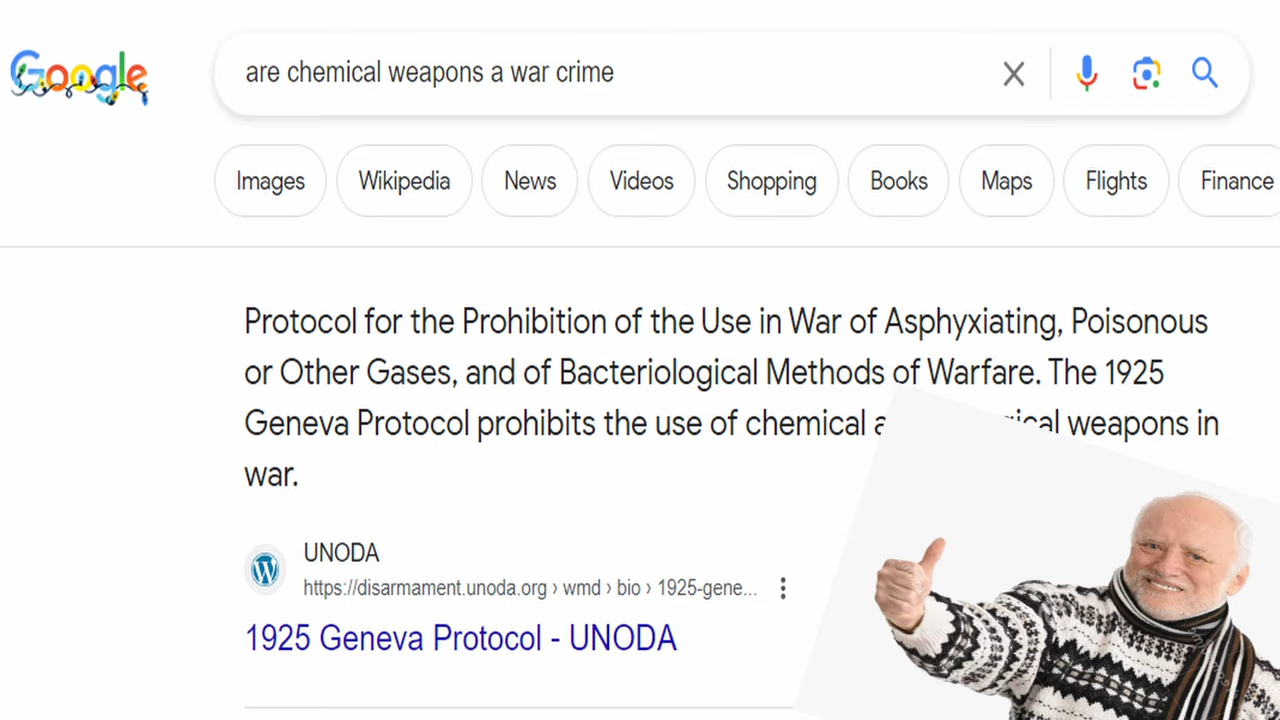 Google
are chemical weapons a war crime
Images Wikipedia News Videos Shopping Books Maps Flights Finance
Protocol for the Prohibition of the Use in War of Asphyxiating, Poisonous
or Other Gases, and of Bacteriological Methods of Warfare. The 1925
Geneva Protocol prohibits the use of chemical weapons in
war.
UNODA
https://disarmament.unoda.org › wmd › bio › 1925-gene...
1925 Geneva Protocol - UNODA